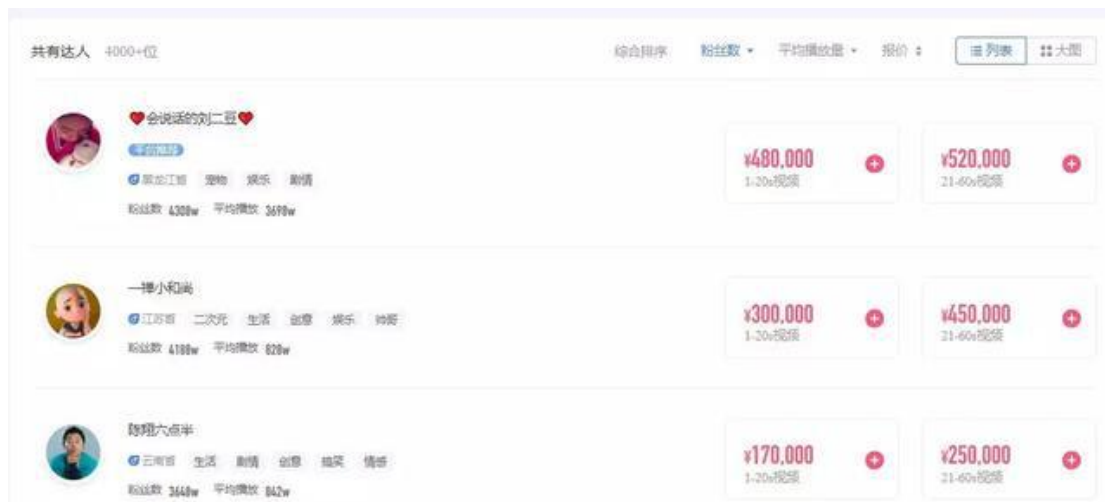 共有达人 4000+位 综合排序 粉丝数 平均播放量 报价 列表 大图
会说话的刘二豆
平台推荐
黑龙江省 宠物 娱乐 剧情
粉丝数 4308w 平均播放 3698w
¥480,000 ¥520,000
1-20s视频 21-60s视频
一禅小和尚
江苏省 二次元 生活 创意 娱乐 帅哥
粉丝数 4188w 平均播放 828w
¥300,000 ¥450,000
1-20s视频 21-60s视频
陈翔六点半
云南省 生活 剧情 创意 搞笑 情感
粉丝数 3648w 平均播放 842w
¥170,000 ¥250,000
1-20s视频 21-60s视频